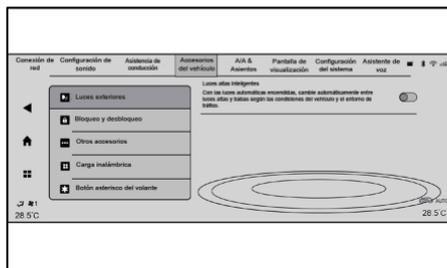 Conexión de red
Configuración de sonido
Asistencia de conducción
Accesorios del vehículo
A/A & Asientos
Pantalla de visualización
Configuración del sistema
Asistente de voz
Luces exteriores
Bloqueo y desbloqueo
Otros accesorios
Carga inalámbrica
Botón asterisco del volante
Luces altas inteligentes
Con las luces automáticas encendidas, cambie automáticamente entre
luces altas y bajas según las condiciones del vehículo y el entorno de
tráfico.
1
28.5°C
AUTO
28.5°C